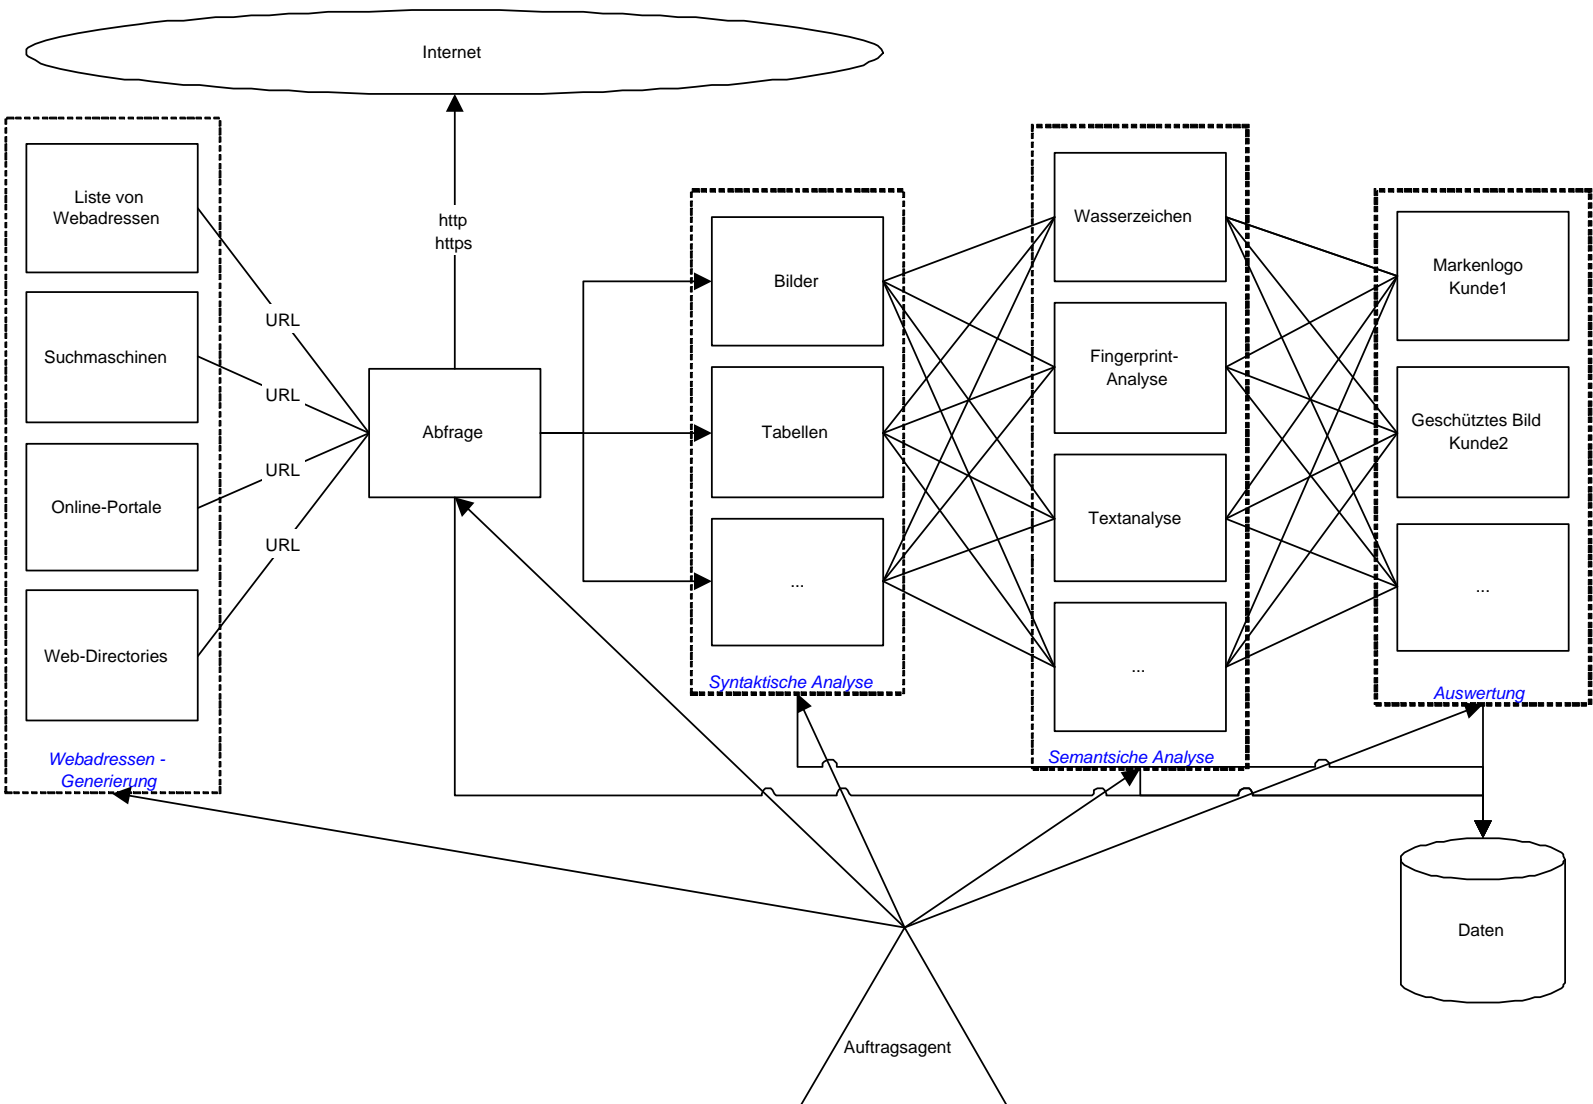 Internet
Liste von
Webadressen
Suchmaschinen
Online-Portale
Web-Directories
Webadressen -
Generierung
URL
URL
URL
URL
http
https
Abfrage
Bilder
Tabellen
...
Syntaktische Analyse
Wasserzeichen
Fingerprint-
Analyse
Textanalyse
...
Semantsiche Analyse
Markenlogo
Kunde1
Geschütztes Bild
Kunde2
...
Auswertung
Daten
Auftragsagent